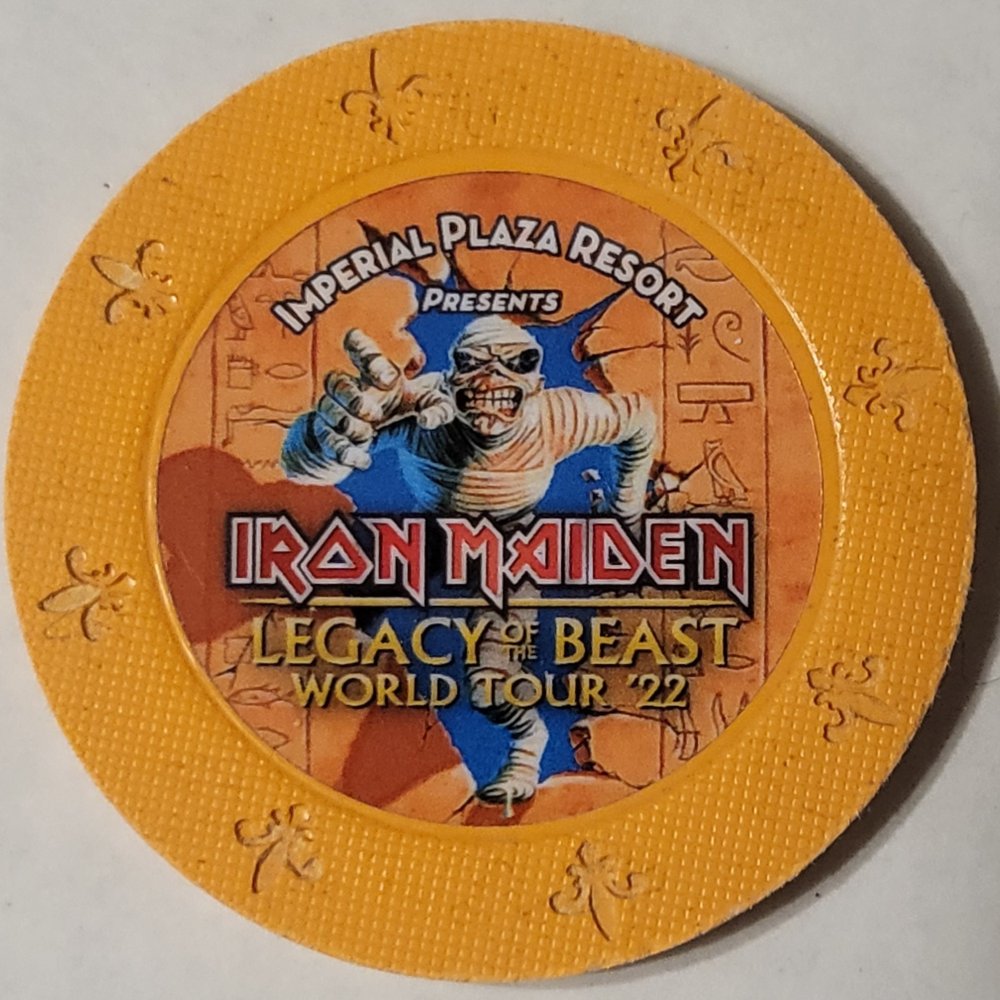 IMPERIAL PLAZA RESORT
PRESENTS
IRON MAIDEN
LEGACY OF THE BEAST
WORLD TOUR '22